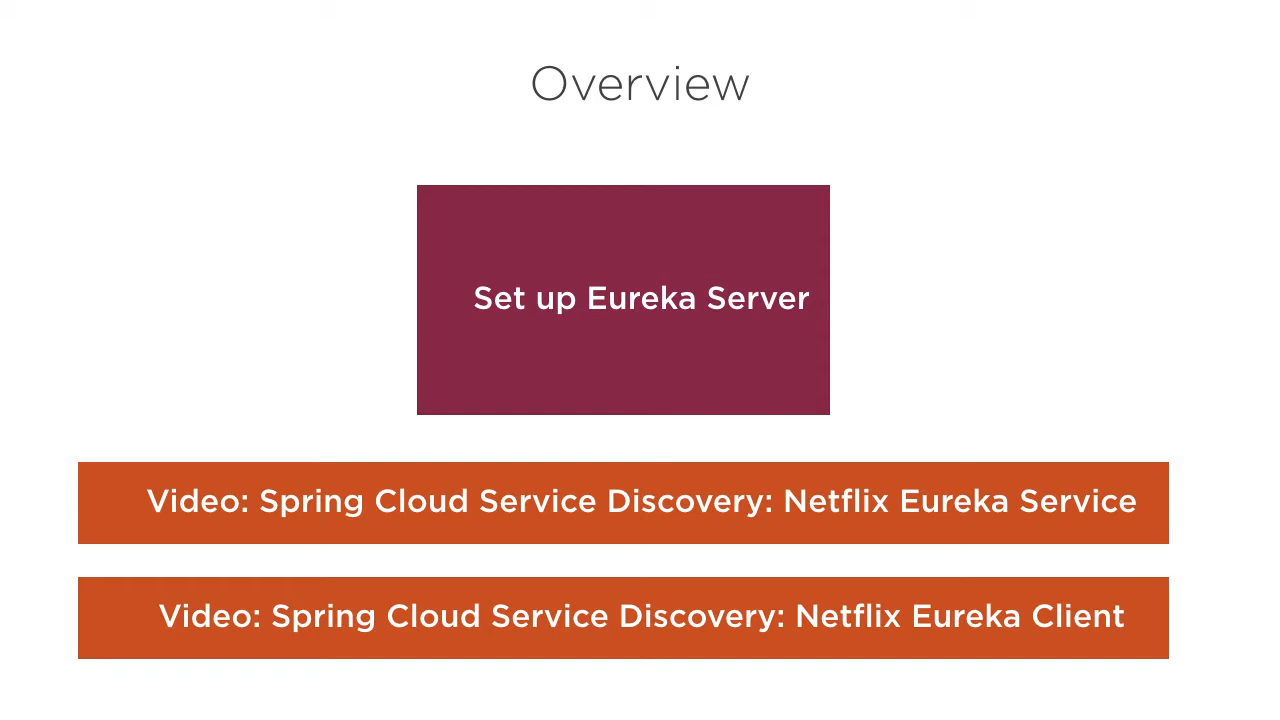 Overview
Set up Eureka Server
Video: Spring Cloud Service Discovery: Netflix Eureka Service
Video: Spring Cloud Service Discovery: Netflix Eureka Client